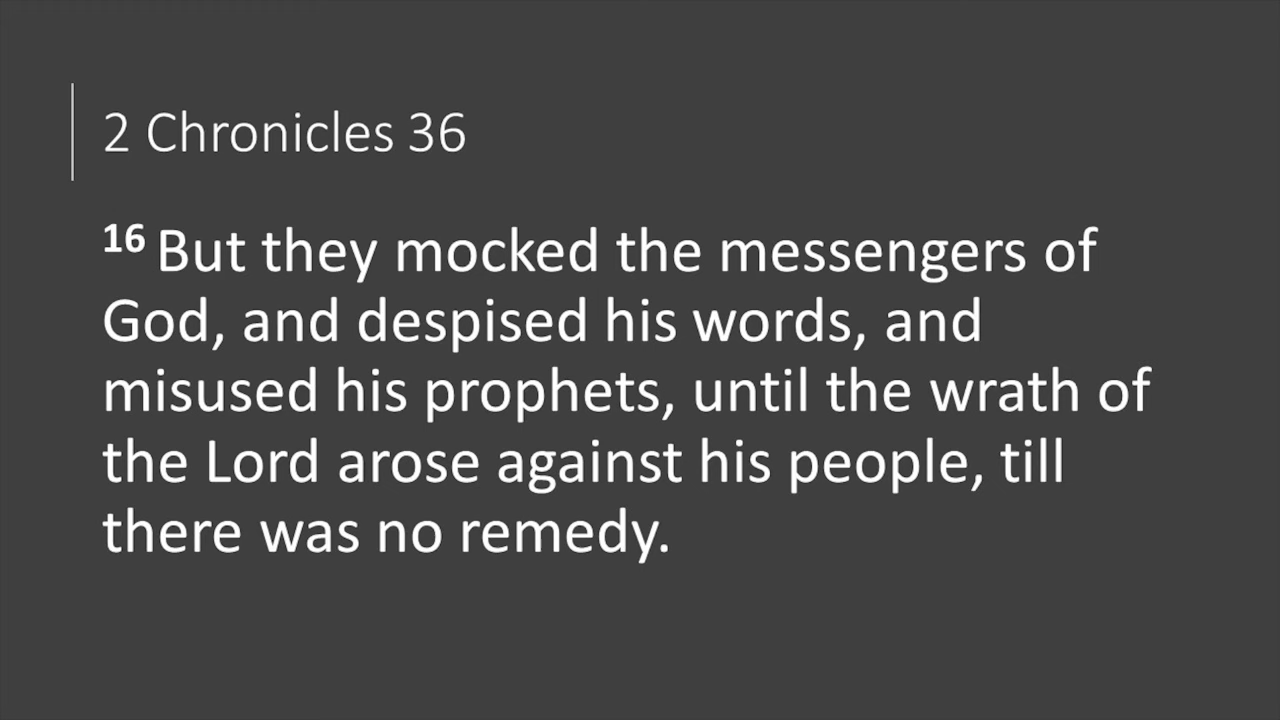 2 Chronicles 36
16 But they mocked the messengers of
God, and despised his words, and
misused his prophets, until the wrath of
the Lord arose against his people, till
there was no remedy.